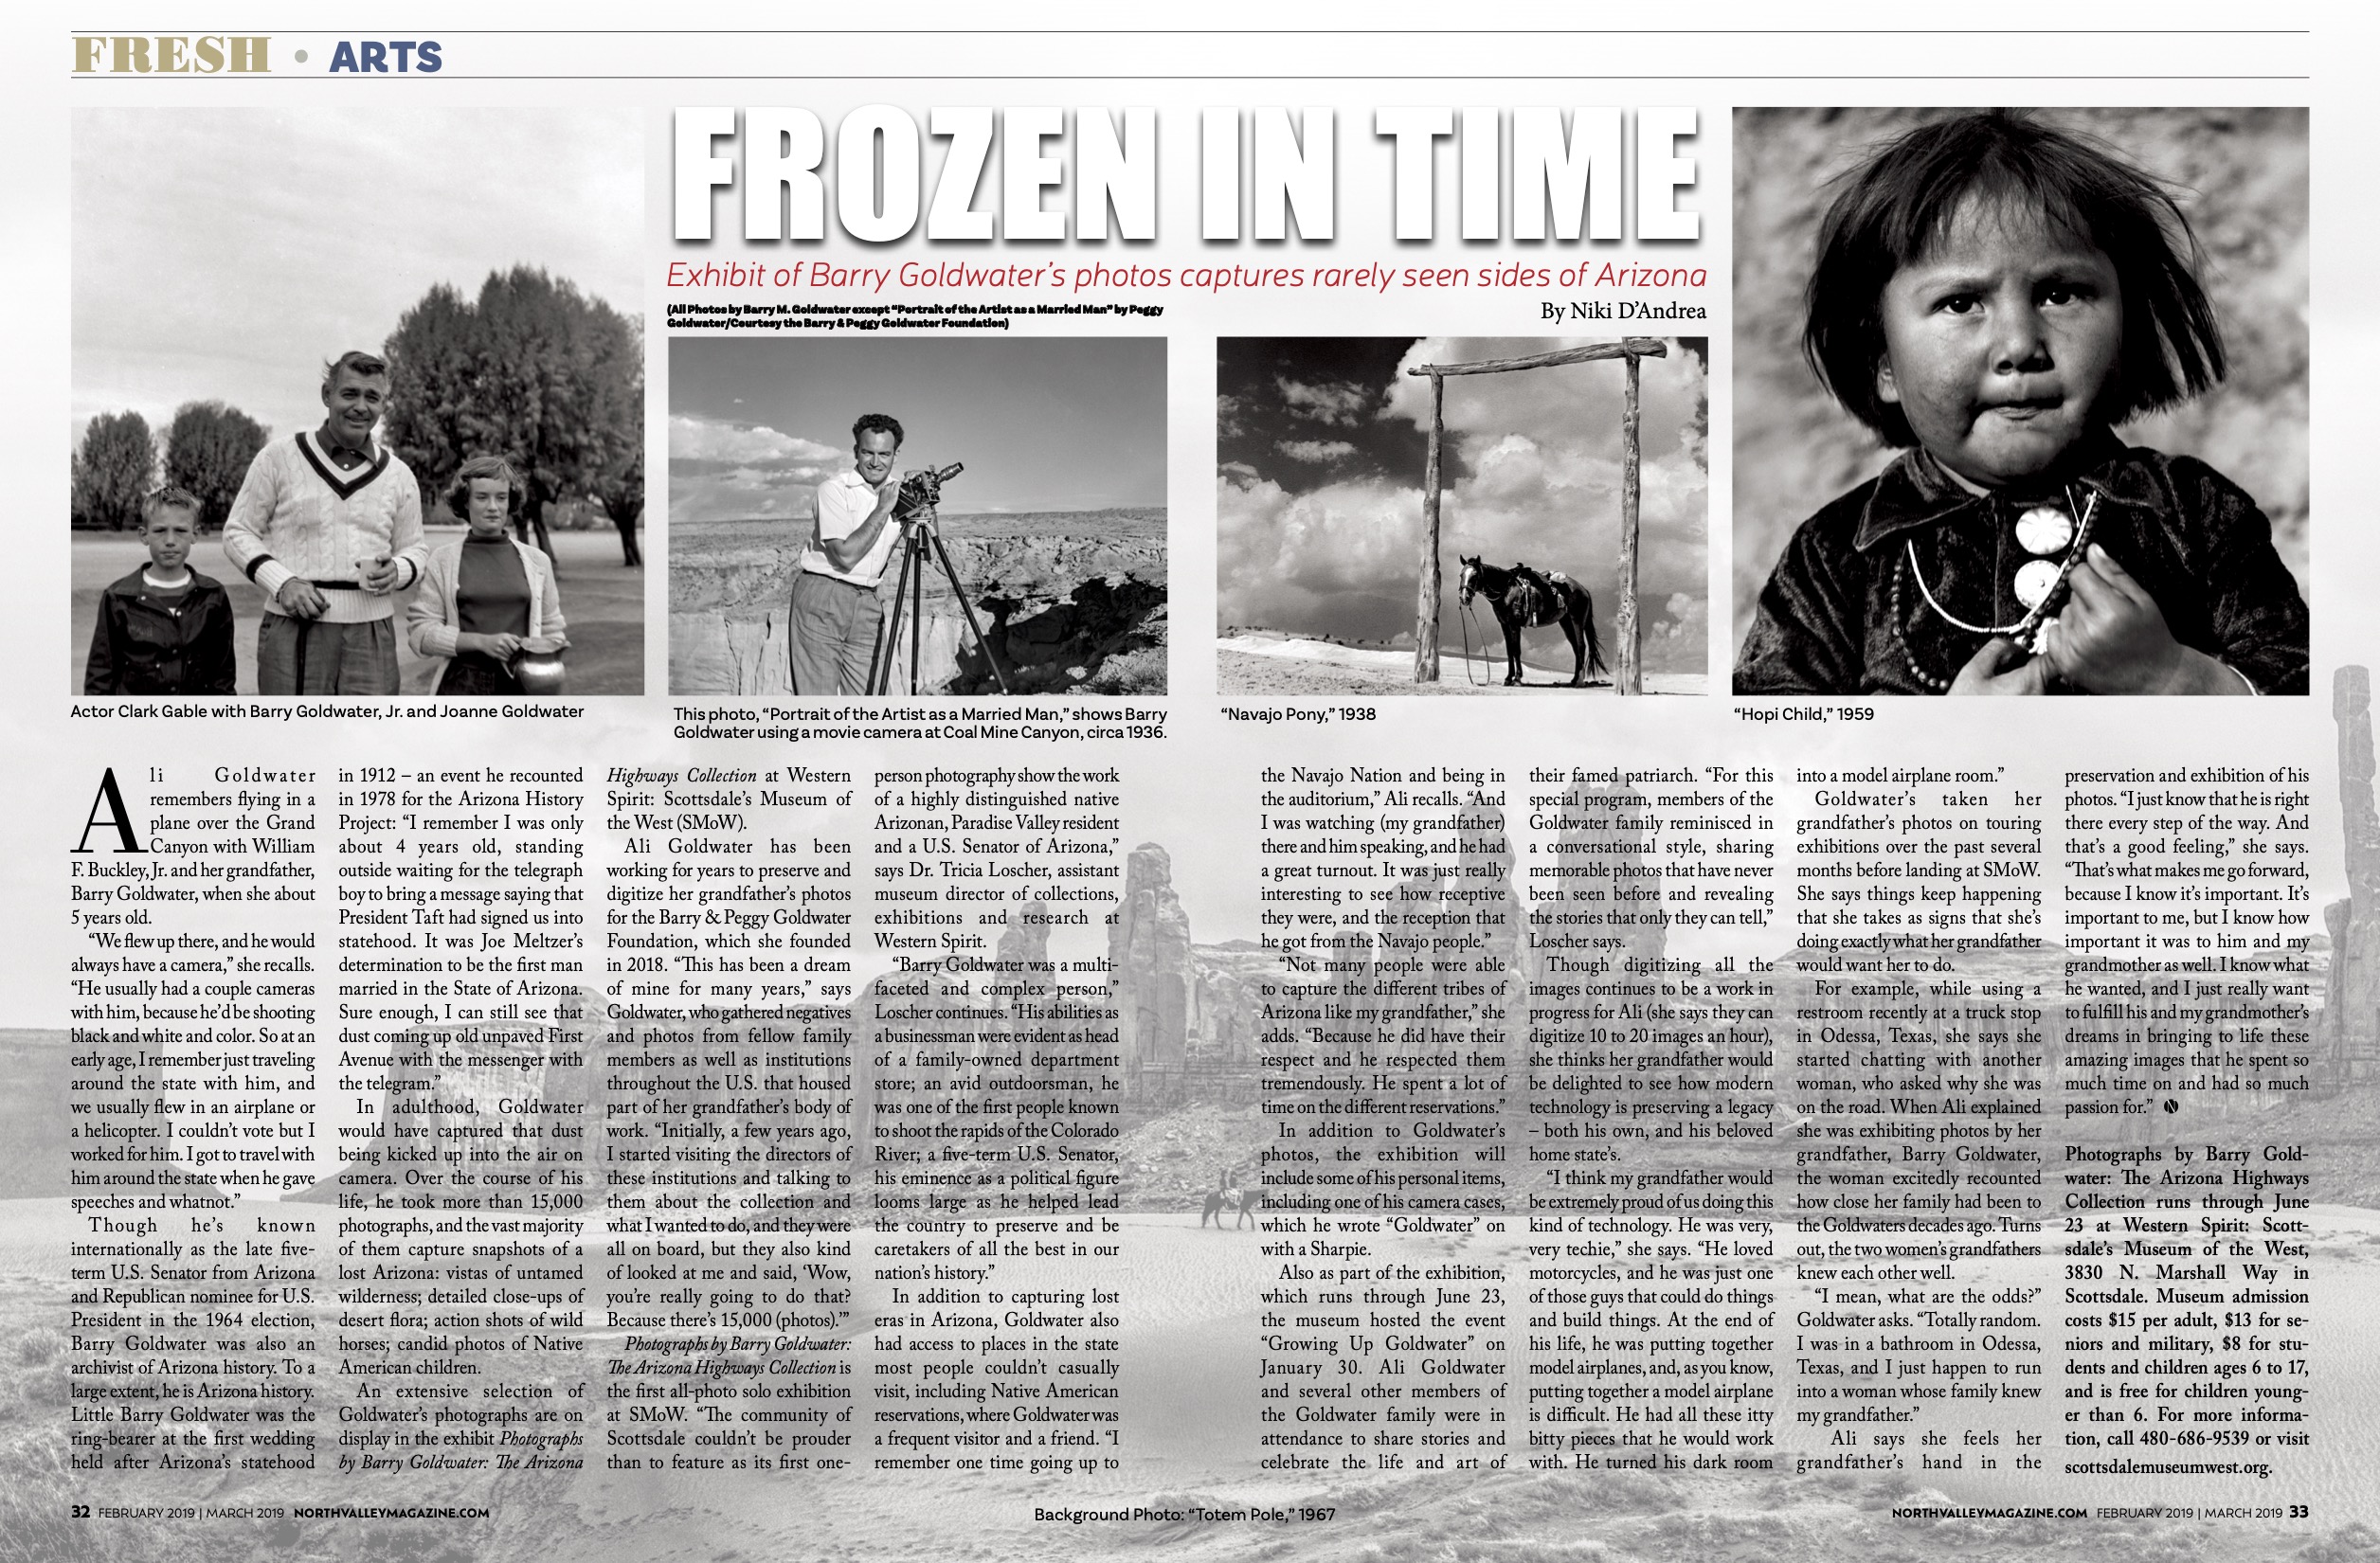 FRESH • ARTS
FROZEN IN TIME
Exhibit of Barry Goldwater’s photos captures rarely seen sides of Arizona
(All Photos by Barry M. Goldwater except “Portrait of the Artist as a Married Man” by Peggy
Goldwater/Courtesy the Barry & Peggy Goldwater Foundation)
By Niki D’Andrea
Actor Clark Gable with Barry Goldwater, Jr. and Joanne Goldwater
This photo, “Portrait of the Artist as a Married Man,” shows Barry
Goldwater using a movie camera at Coal Mine Canyon, circa 1936.
“Navajo Pony,” 1938
“Hopi Child,” 1959
Ali Goldwater
remembers flying in a
plane over the Grand
Canyon with William
F. Buckley, Jr. and her grandfather,
Barry Goldwater, when she about
5 years old.
“We flew up there, and he would
always have a camera,” she recalls.
“He usually had a couple cameras
with him, because he’d be shooting
black and white and color. So at an
early age, I remember just traveling
around the state with him, and
we usually flew in an airplane or
a helicopter. I couldn’t vote but I
worked for him. I got to travel with
him around the state when he gave
speeches and whatnot.”
Though he’s known
internationally as the late five-
term U.S. Senator from Arizona
and Republican nominee for U.S.
President in the 1964 election,
Barry Goldwater was also an
archivist of Arizona history. To a
large extent, he is Arizona history.
Little Barry Goldwater was the
ring-bearer at the first wedding
held after Arizona’s statehood
in 1912 – an event he recounted
in 1978 for the Arizona History
Project: “I remember I was only
about 4 years old, standing
outside waiting for the telegraph
boy to bring a message saying that
President Taft had signed us into
statehood. It was Joe Meltzer’s
determination to be the first man
married in the State of Arizona.
Sure enough, I can still see that
dust coming up old unpaved First
Avenue with the messenger with
the telegram.”
In adulthood, Goldwater
would have captured that dust
being kicked up into the air on
camera. Over the course of his
life, he took more than 15,000
photographs, and the vast majority
of them capture snapshots of a
lost Arizona: vistas of untamed
wilderness; detailed close-ups of
desert flora; action shots of wild
horses; candid photos of Native
American children.
An extensive selection of
Goldwater’s photographs are on
display in the exhibit Photographs
by Barry Goldwater: The Arizona
Highways Collection at Western
Spirit: Scottsdale’s Museum of
the West (SMoW).
Ali Goldwater has been
working for years to preserve and
digitize her grandfather’s photos
for the Barry & Peggy Goldwater
Foundation, which she founded
in 2018. “This has been a dream
of mine for many years,” says
Goldwater, who gathered negatives
and photos from fellow family
members as well as institutions
throughout the U.S. that housed
part of her grandfather’s body of
work. “Initially, a few years ago,
I started visiting the directors of
these institutions and talking to
them about the collection and
what I wanted to do, and they were
all on board, but they also kind
of looked at me and said, ‘Wow,
you’re really going to do that?
Because there’s 15,000 (photos).’”
Photographs by Barry Goldwater:
The Arizona Highways Collection is
the first all-photo solo exhibition
at SMoW. “The community of
Scottsdale couldn’t be prouder
than to feature as its first one-
person photography show the work
of a highly distinguished native
Arizonan, Paradise Valley resident
and a U.S. Senator of Arizona,”
says Dr. Tricia Loscher, assistant
museum director of collections,
exhibitions and research at
Western Spirit.
“Barry Goldwater was a multi-
faceted and complex person,”
Loscher continues. “His abilities as
a businessman were evident as head
of a family-owned department
store; an avid outdoorsman, he
was one of the first people known
to shoot the rapids of the Colorado
River; a five-term U.S. Senator,
his eminence as a political figure
looms large as he helped lead
the country to preserve and be
caretakers of all the best in our
nation’s history.”
In addition to capturing lost
eras in Arizona, Goldwater also
had access to places in the state
most people couldn’t casually
visit, including Native American
reservations, where Goldwater was
a frequent visitor and a friend. “I
remember one time going up to
the Navajo Nation and being in
the auditorium,” Ali recalls. “And
I was watching (my grandfather)
there and him speaking, and he had
a great turnout. It was just really
interesting to see how receptive
they were, and the reception that
he got from the Navajo people.”
“Not many people were able
to capture the different tribes of
Arizona like my grandfather,” she
adds. “Because he did have their
respect and he respected them
tremendously. He spent a lot of
time on the different reservations.”
In addition to Goldwater’s
photos, the exhibition will
include some of his personal items,
including one of his camera cases,
which he wrote “Goldwater” on
with a Sharpie.
Also as part of the exhibition,
which runs through June 23,
the museum hosted the event
“Growing Up Goldwater” on
January 30. Ali Goldwater
and several other members of
the Goldwater family were in
attendance to share stories and
celebrate the life and art of
their famed patriarch. “For this
special program, members of the
Goldwater family reminisced in
a conversational style, sharing
memorable photos that have never
been seen before and revealing
the stories that only they can tell,”
Loscher says.
Though digitizing all the
images continues to be a work in
progress for Ali (she says they can
digitize 10 to 20 images an hour),
she thinks her grandfather would
be delighted to see how modern
technology is preserving a legacy
– both his own, and his beloved
home state’s.
“I think my grandfather would
be extremely proud of us doing this
kind of technology. He was very,
very techie,” she says. “He loved
motorcycles, and he was just one
of those guys that could do things
and build things. At the end of
his life, he was putting together
model airplanes, and, as you know,
putting together a model airplane
is difficult. He had all these itty
bitty pieces that he would work
with. He turned his dark room
into a model airplane room.”
Goldwater’s taken her
grandfather’s photos on touring
exhibitions over the past several
months before landing at SMoW.
She says things keep happening
that she takes as signs that she’s
doing exactly what her grandfather
would want her to do.
For example, while using a
restroom recently at a truck stop
in Odessa, Texas, she says she
started chatting with another
woman, who asked why she was
on the road. When Ali explained
she was exhibiting photos by her
grandfather, Barry Goldwater,
the woman excitedly recounted
how close her family had been to
the Goldwaters decades ago. Turns
out, the two women’s grandfathers
knew each other well.
“I mean, what are the odds?”
Goldwater asks. “Totally random.
I was in a bathroom in Odessa,
Texas, and I just happen to run
into a woman whose family knew
my grandfather.”
Ali says she feels her
grandfather’s hand in the
preservation and exhibition of his
photos. “I just know that he is right
there every step of the way. And
that’s a good feeling,” she says.
“That’s what makes me go forward,
because I know it’s important. It’s
important to me, but I know how
important it was to him and my
grandmother as well. I know what
he wanted, and I just really want
to fulfill his and my grandmother’s
dreams in bringing to life these
amazing images that he spent so
much time on and had so much
passion for.” N
Photographs by Barry Gold-
water: The Arizona Highways
Collection runs through June
23 at Western Spirit: Scott-
sdale’s Museum of the West,
3830 N. Marshall Way in
Scottsdale. Museum admission
costs $15 per adult, $13 for se-
niors and military, $8 for stu-
dents and children ages 6 to 17,
and is free for children young-
er than 6. For more informa-
tion, call 480-686-9539 or visit
scottsdalemuseumwest.org.
32 FEBRUARY 2019 | MARCH 2019 NORTHVALLEYMAGAZINE.COM
Background Photo: “Totem Pole,” 1967
NORTHVALLEYMAGAZINE.COM FEBRUARY 2019 | MARCH 2019 33